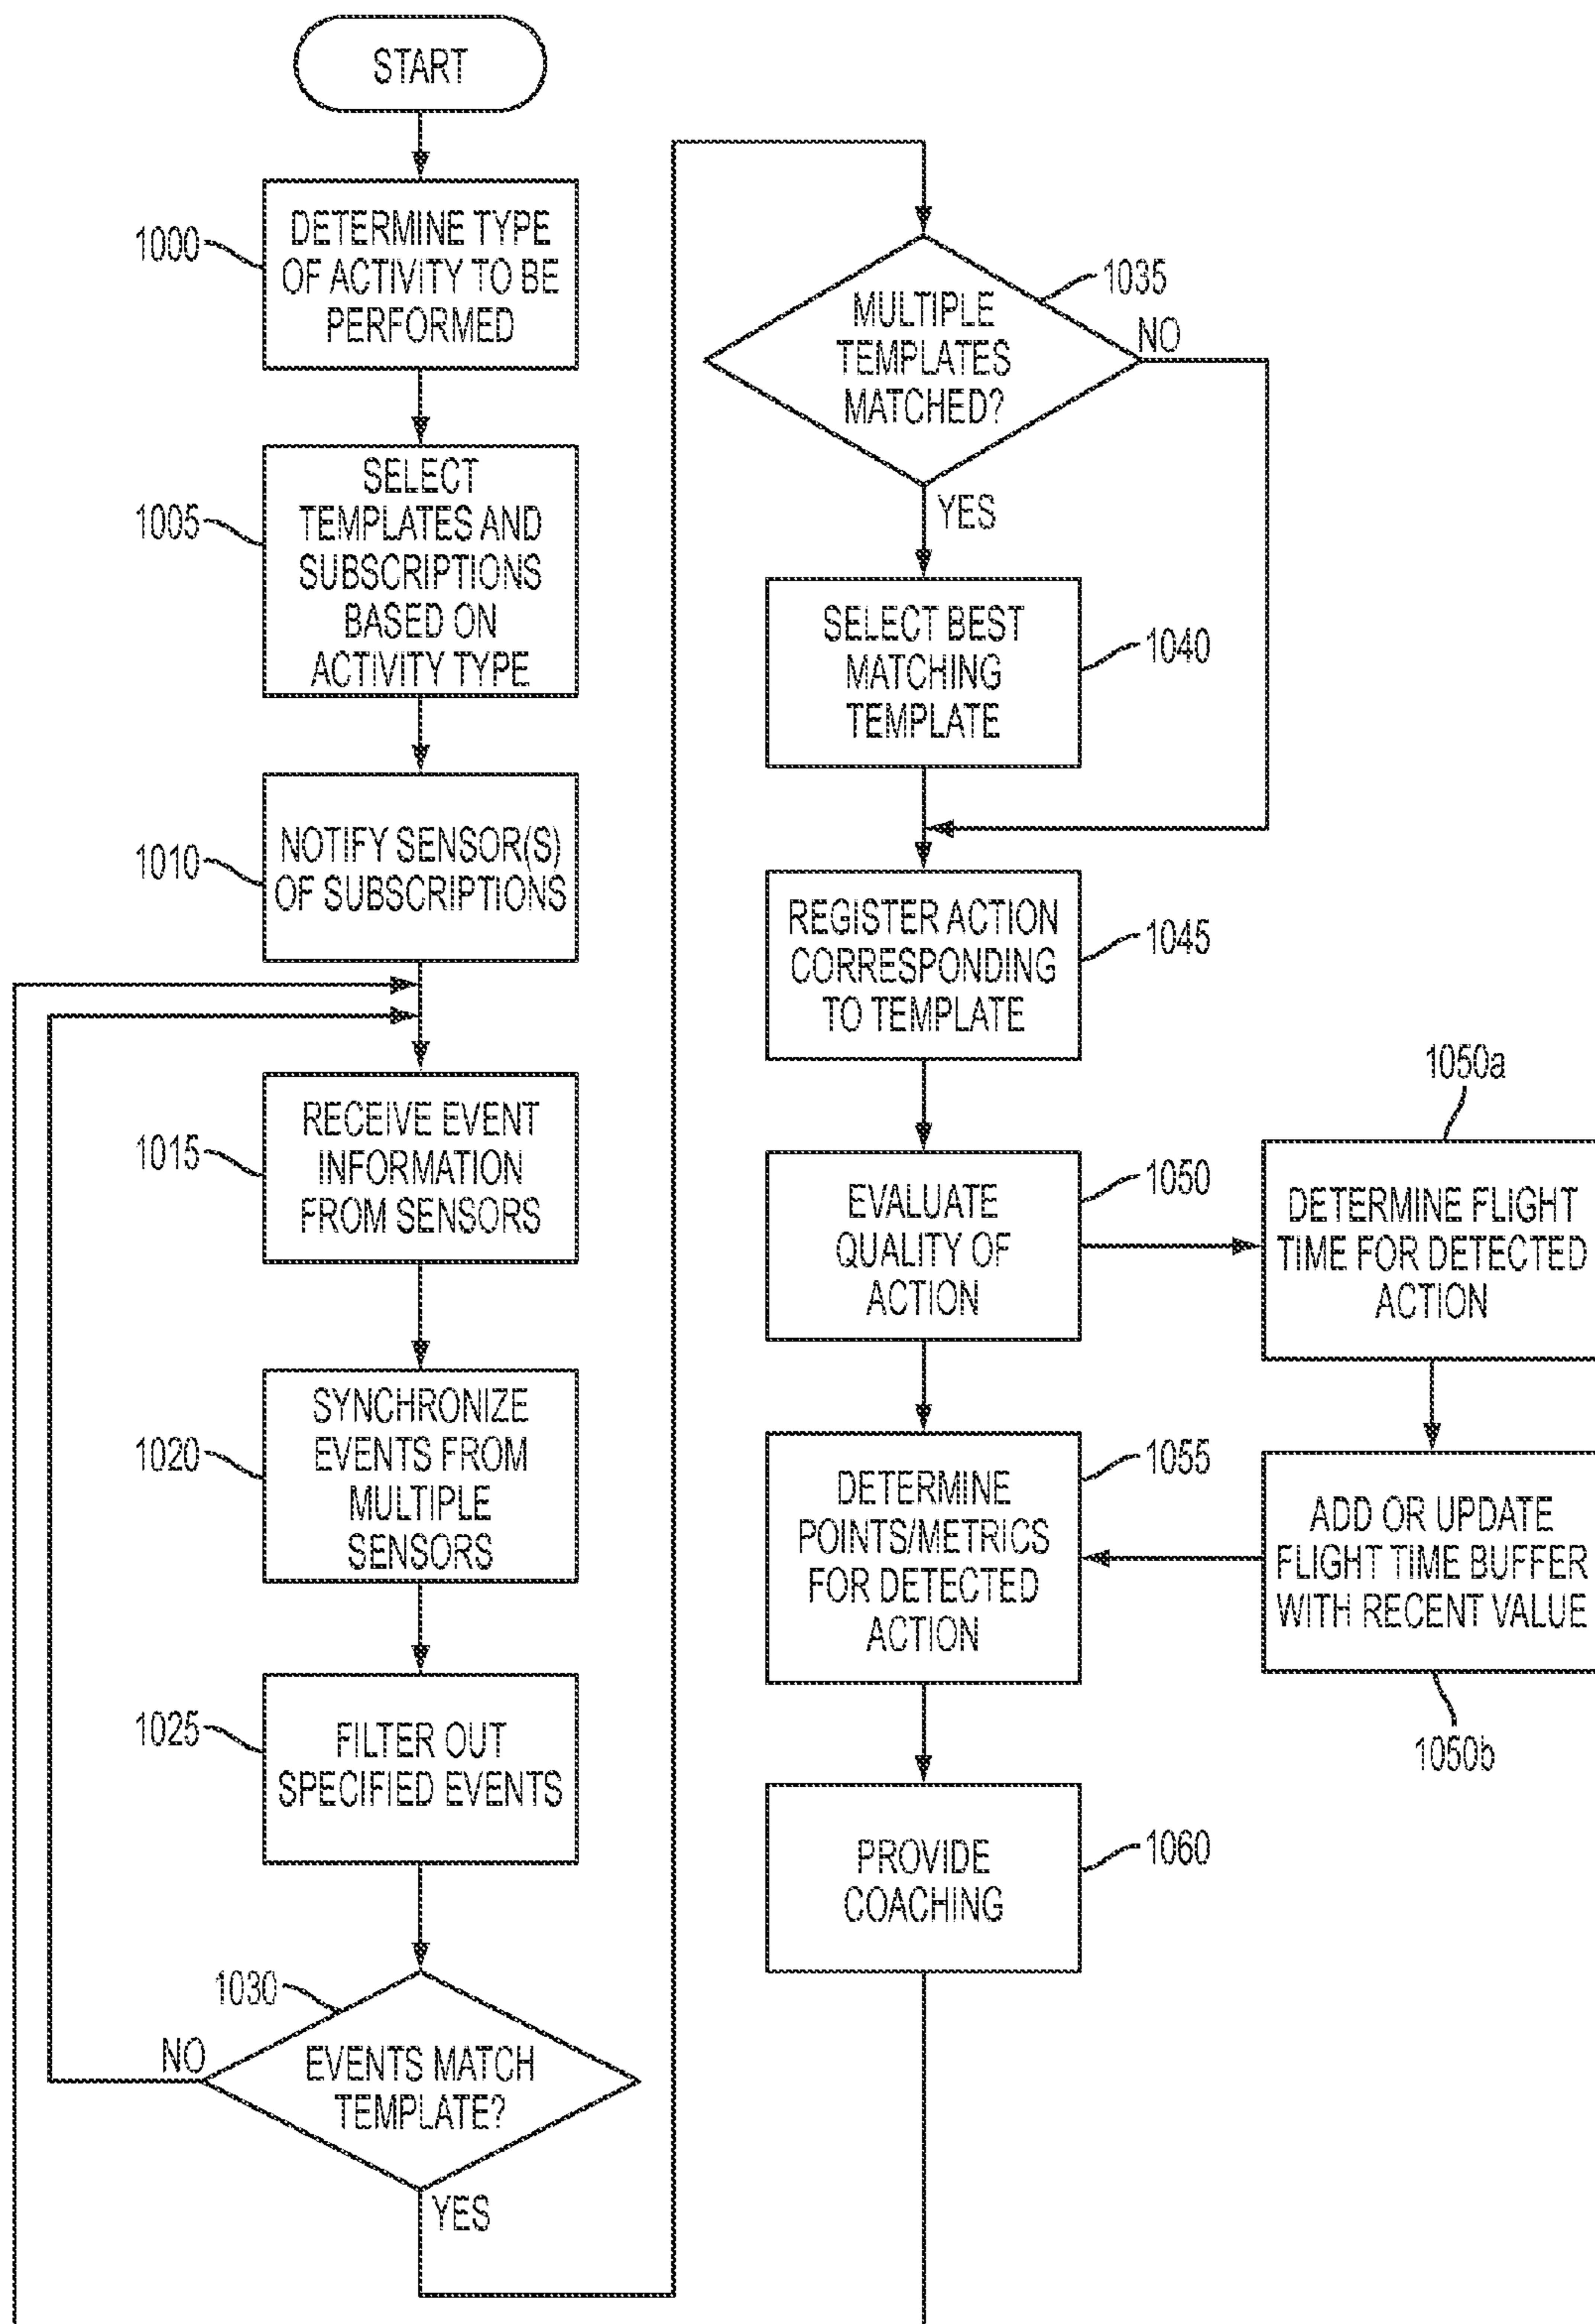 START
1000
DETERMINE TYPE
OF ACTIVITY TO BE
PERFORMED
1005
SELECT
TEMPLATES AND
SUBSCRIPTIONS
BASED ON
ACTIVITY TYPE
1010
NOTIFY SENSOR(S)
OF SUBSCRIPTIONS
1015
RECEIVE EVENT
INFORMATION
FROM SENSORS
1020
SYNCHRONIZE
EVENTS FROM
MULTIPLE
SENSORS
1025
FILTER OUT
SPECIFIED EVENTS
1030
NO
EVENTS MATCH
TEMPLATE?
YES
1035
MULTIPLE
TEMPLATES
MATCHED?
NO
YES
SELECT BEST
MATCHING
TEMPLATE
1040
REGISTER ACTION
CORRESPONDING
TO TEMPLATE
1045
EVALUATE
QUALITY OF
ACTION
1050
1050a
DETERMINE FLIGHT
TIME FOR DETECTED
ACTION
ADD OR UPDATE
FLIGHT TIME BUFFER
WITH RECENT VALUE
1050b
DETERMINE
POINTS/METRICS
FOR DETECTED
ACTION
1055
PROVIDE
COACHING
1060